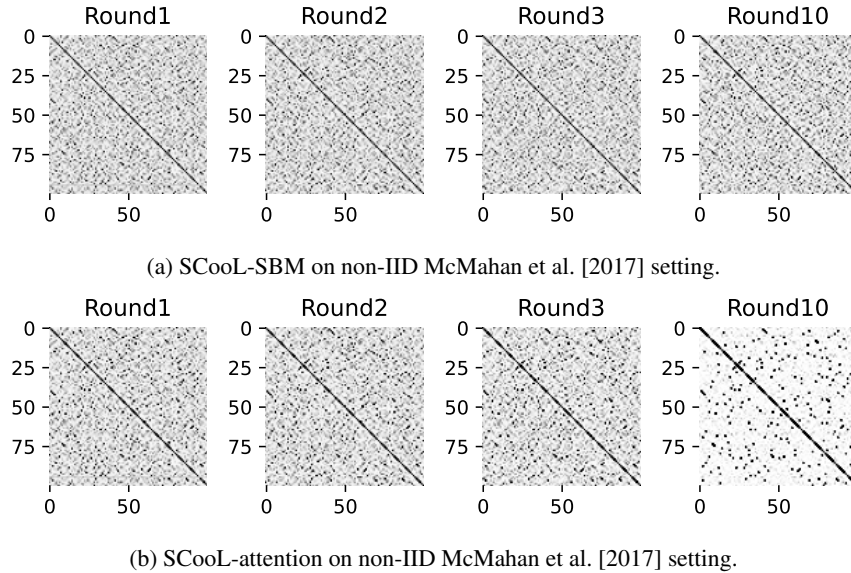 Round1 Round2 Round3 Round10
0 0 0 0
25 25 25 25
50 50 50 50
75 75 75 75
0 50 0 50 0 50 0 50
(a) SCooL-SBM on non-IID McMahan et al. [2017] setting.
Round1 Round2 Round3 Round10
0 0 0 0
25 25 25 25
50 50 50 50
75 75 75 75
0 50 0 50 0 50 0 50
(b) SCooL-attention on non-IID McMahan et al. [2017] setting.